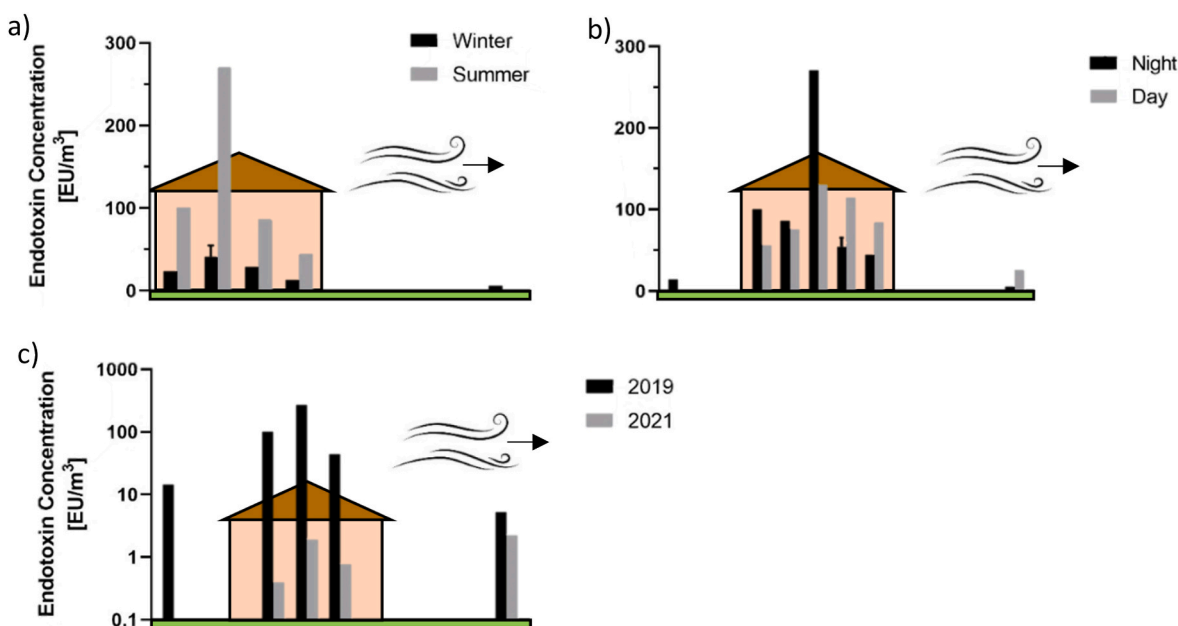 a)
300
200
100
0
Endotoxin Concentration
[EU/m³]
Winter
Summer
b)
300
200
100
0
Night
Day
c)
1000
100
10
1
0.1
Endotoxin Concentration
[EU/m³]
2019
2021